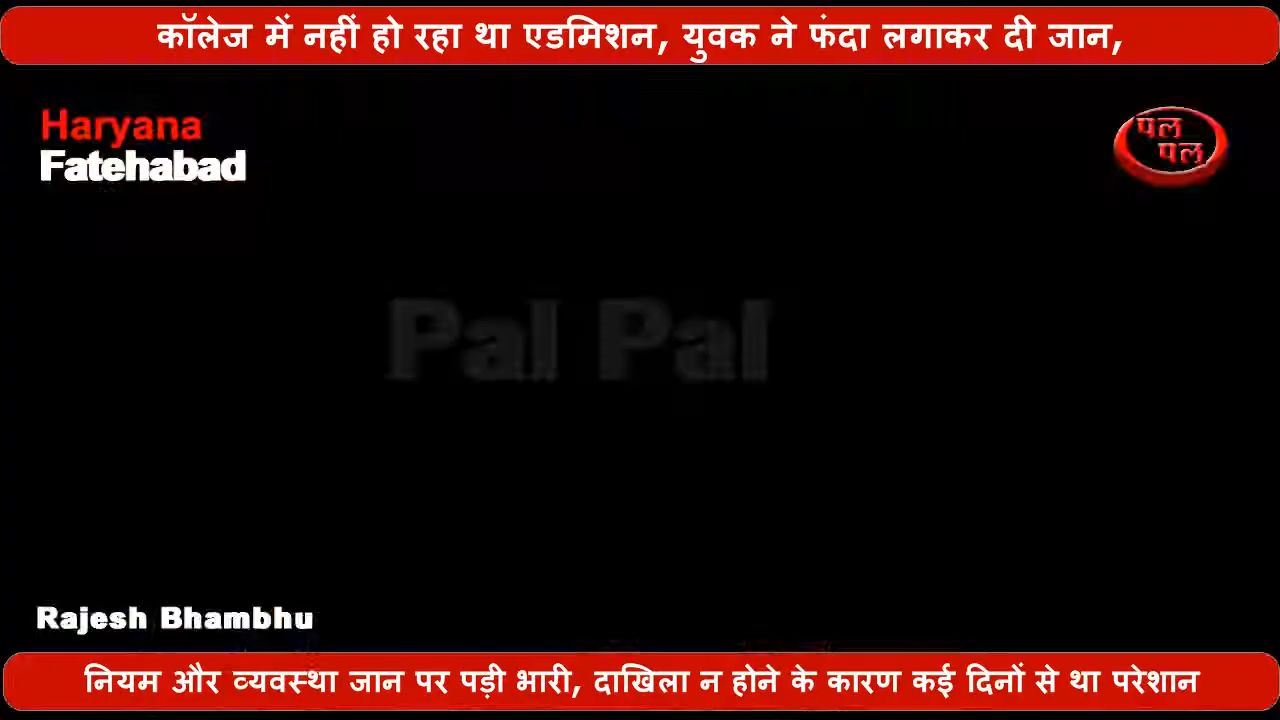 कॉलेज में नहीं हो रहा था एडमिशन, युवक ने फंदा लगाकर दी जान,
Haryana
Fatehabad
पल
पल
Pal Pal
Rajesh Bhambhu
नियम और व्यवस्था जान पर पड़ी भारी, दाखिला न होने के कारण कई दिनों से था परेशान